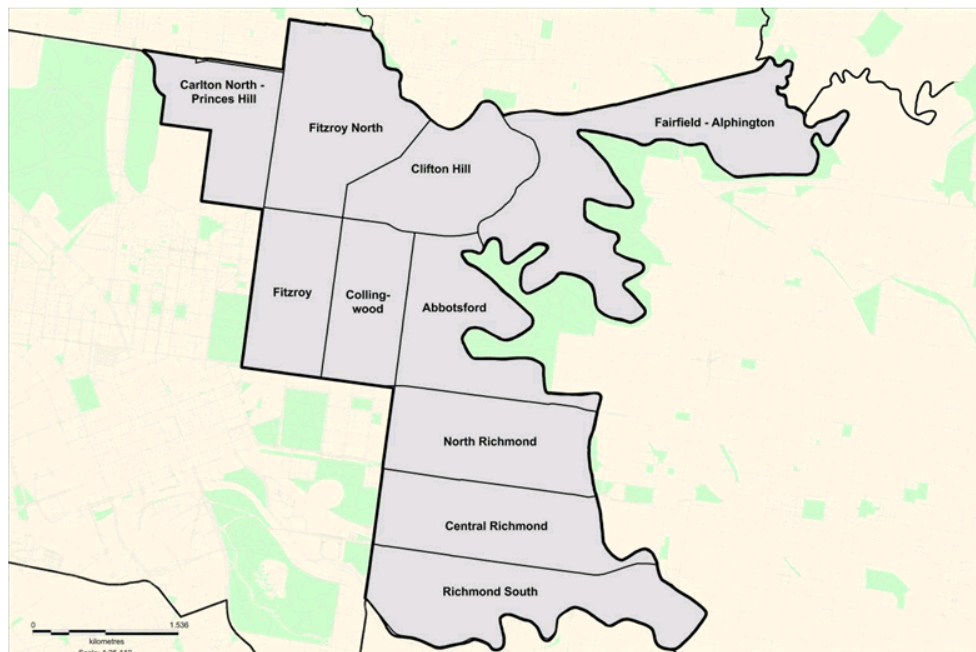 Carlton North -
Princes Hill
Fitzroy North
Fairfield - Alphington
Clifton Hill
Fitzroy
Colling-
wood
Abbotsford
North Richmond
Central Richmond
Richmond South
0
1,536
kilometres